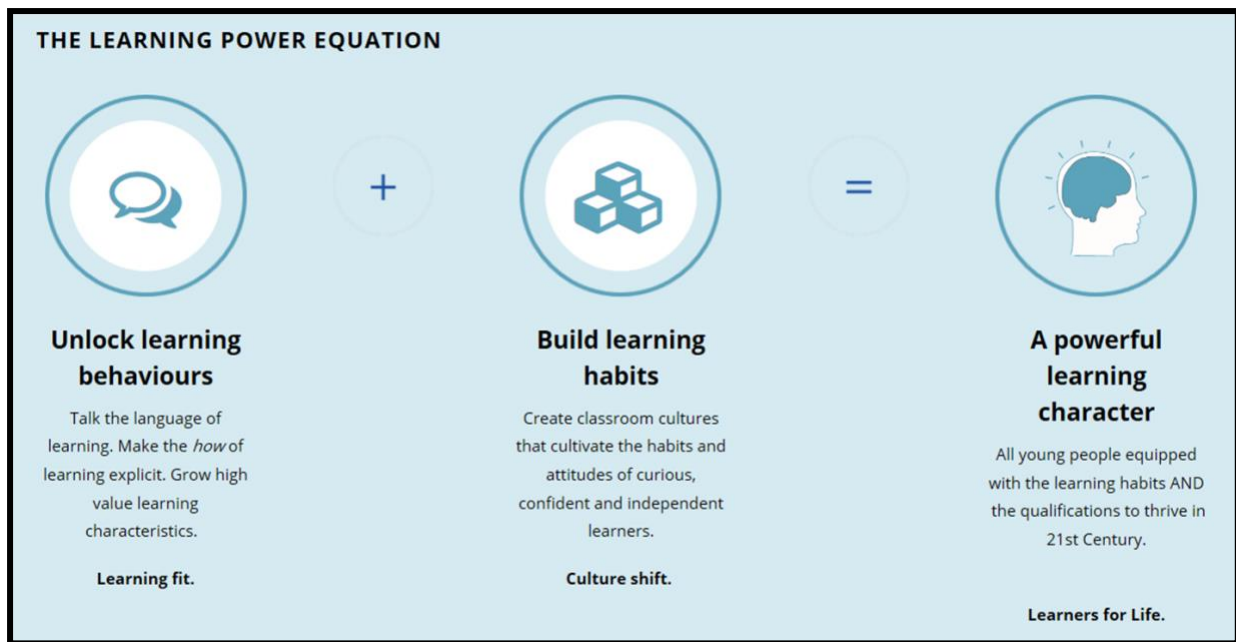 THE LEARNING POWER EQUATION
+
=
Unlock learning
behaviours
Talk the language of
learning. Make the how of
learning explicit. Grow high
value learning
characteristics.
Learning fit.
Build learning
habits
Create classroom cultures
that cultivate the habits and
attitudes of curious,
confident and independent
learners.
Culture shift.
A powerful
learning
character
All young people equipped
with the learning habits AND
the qualifications to thrive in
21st Century.
Learners for Life.